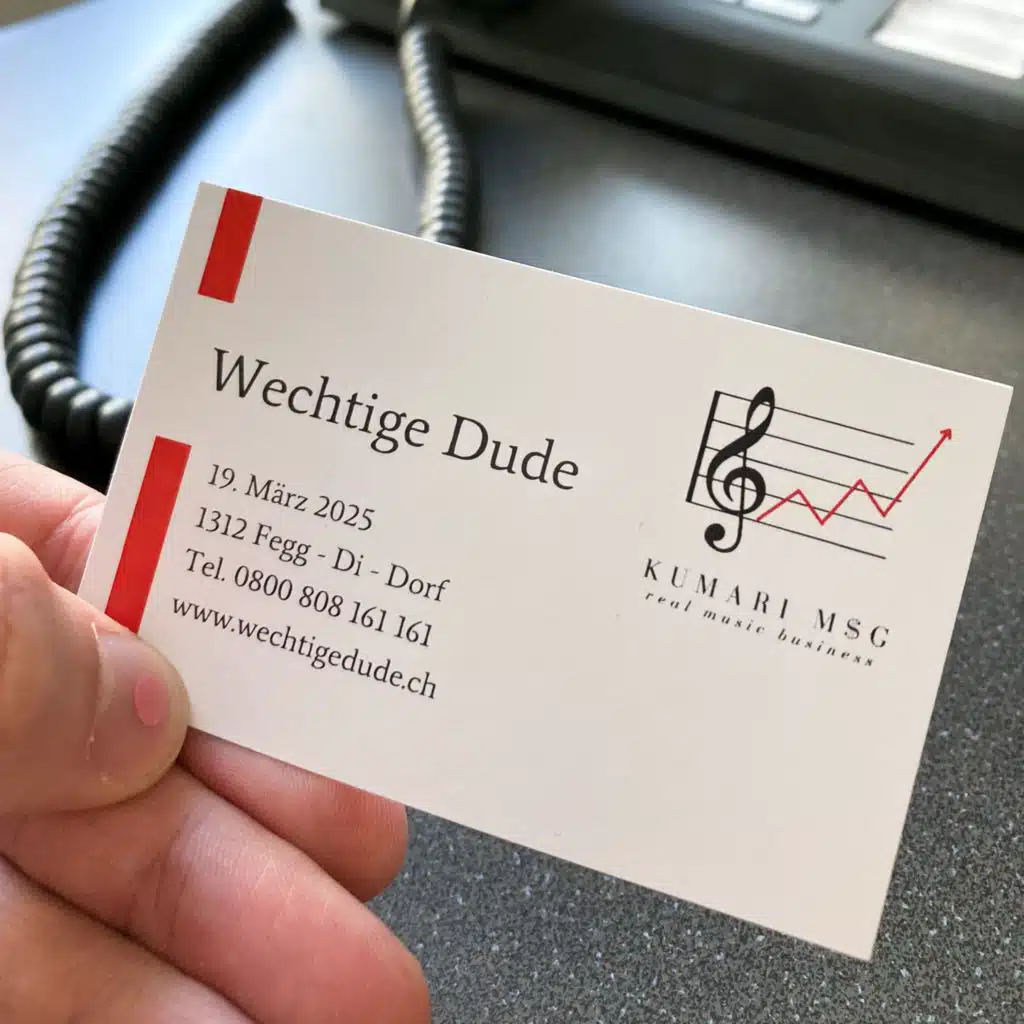 Wechtige Dude
19. März 2025
1312 Fegg - Di - Dorf
Tel. 0800 808 161 161
www.wechtigedude.ch
KUMARI M$G
real music business